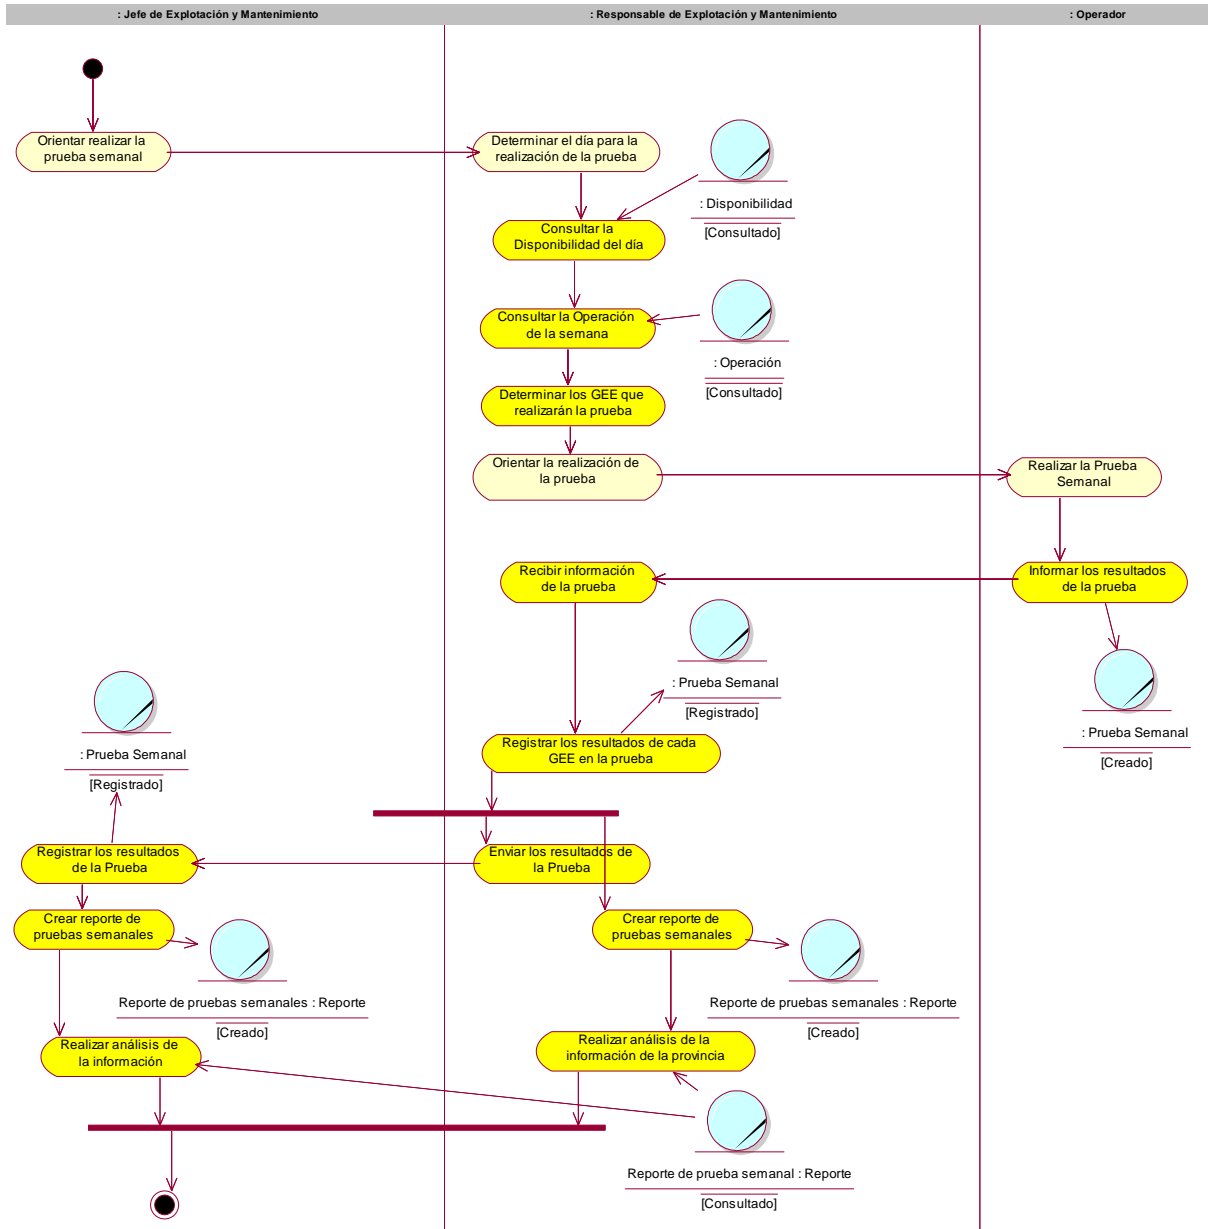 : Jefe de Explotación y Mantenimiento
: Responsable de Explotación y Mantenimiento
: Operador
Orientar realizar la
prueba semanal
Determinar el día para la
realización de la prueba
: Disponibilidad
[Consultado]
Consultar la
Disponibilidad del día
Consultar la Operación
de la semana
: Operación
[Consultado]
Determinar los GEE que
realizarán la prueba
Orientar la realización de
la prueba
Realizar la Prueba
Semanal
Recibir información
de la prueba
Informar los resultados
de la prueba
: Prueba Semanal
[Registrado]
: Prueba Semanal
[Creado]
: Prueba Semanal
[Registrado]
Registrar los resultados de cada
GEE en la prueba
Registrar los resultados
de la Prueba
Enviar los resultados de
la Prueba
Crear reporte de
pruebas semanales
Crear reporte de
pruebas semanales
Reporte de pruebas semanales : Reporte
[Creado]
Reporte de pruebas semanales : Reporte
[Creado]
Realizar análisis de
la información
Realizar análisis de la
información de la provincia
Reporte de prueba semanal : Reporte
[Consultado]